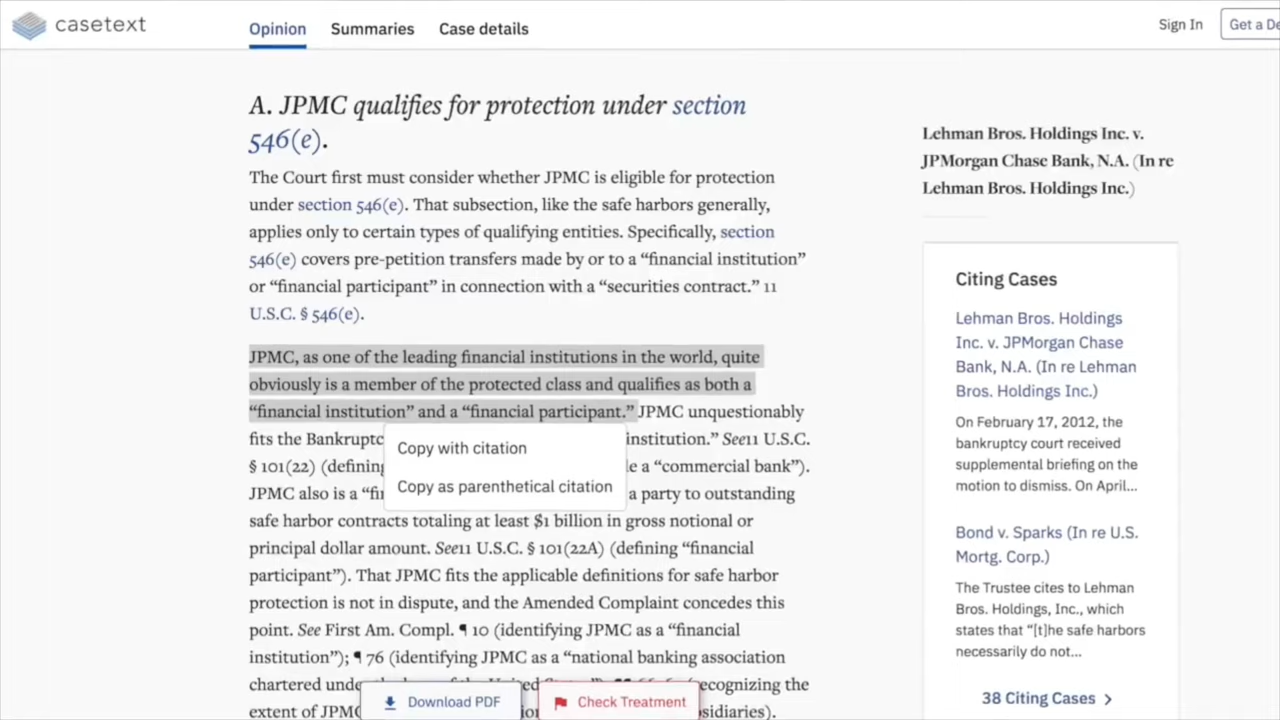 casetext
Opinion
Summaries
Case details
Sign In
Get a De
A. JPMC qualifies for protection under section
546(e).
The Court first must consider whether JPMC is eligible for protection
under section 546(e). That subsection, like the safe harbors generally,
applies only to certain types of qualifying entities. Specifically, section
546(e) covers pre-petition transfers made by or to a “financial institution”
or “financial participant” in connection with a “securities contract.” 11
U.S.C. § 546(e).
JPMC, as one of the leading financial institutions in the world, quite
obviously is a member of the protected class and qualifies as both a
“financial institution” and a “financial participant.” JPMC unquestionably
fits the Bankruptc institution.” See11 U.S.C.
§ 101(22) (defining le a “commercial bank”).
JPMC also is a “fi a party to outstanding
safe harbor contracts totaling at least $1 billion in gross notional or
principal dollar amount. See11 U.S.C. § 101(22A) (defining “financial
participant”). That JPMC fits the applicable definitions for safe harbor
protection is not in dispute, and the Amended Complaint concedes this
point. See First Am. Compl. ¶ 10 (identifying JPMC as a “financial
institution”); ¶ 76 (identifying JPMC as a “national banking association
chartered unde recognizing the
extent of JPMC sidiaries).
Copy with citation
Copy as parenthetical citation
Download PDF
Check Treatment
Lehman Bros. Holdings Inc. v.
JPMorgan Chase Bank, N.A. (In re
Lehman Bros. Holdings Inc.)
Citing Cases
Lehman Bros. Holdings
Inc. v. JPMorgan Chase
Bank, N.A. (In re Lehman
Bros. Holdings Inc.)
On February 17, 2012, the
bankruptcy court received
supplemental briefing on the
motion to dismiss. On April...
Bond v. Sparks (In re U.S.
Mortg. Corp.)
The Trustee cites to Lehman
Bros. Holdings, Inc., which
states that “[t]he safe harbors
necessarily do not...
38 Citing Cases